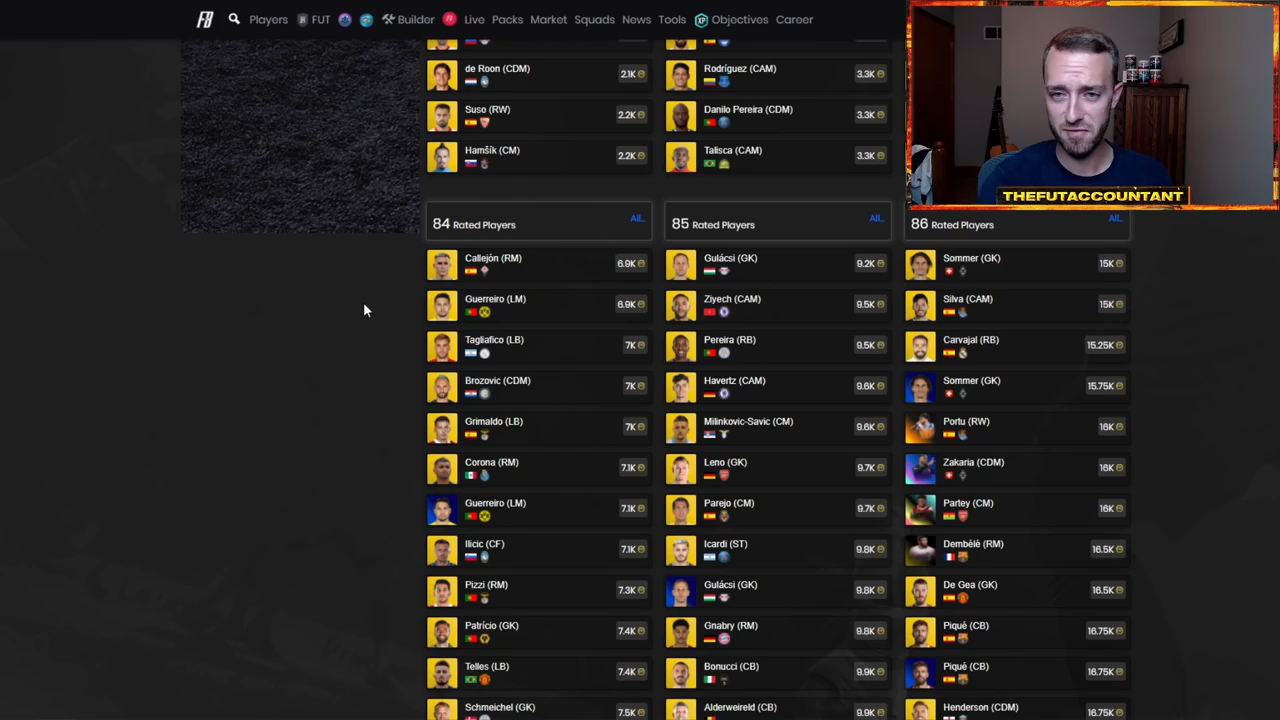 FB Players FUT Builder Live Packs Market Squads News Tools XP Objectives Career
THEFUTACCOUNTANT
de Roon (CDM) 2.1K
Suso (RW) 2.2K
Hamšík (CM) 2.2K
Rodríguez (CAM) 3.3K
Danilo Pereira (CDM) 3.3K
Talisca (CAM) 3.3K
84 Rated Players All..
Callejón (RM) 6.9K
Guerreiro (LM) 6.9K
Tagliafico (LB) 7K
Brozovic (CDM) 7K
Grimaldo (LB) 7K
Corona (RM) 7.1K
Guerreiro (LM) 7.1K
Ilicic (CF) 7.1K
Pizzi (RM) 7.3K
Patrício (GK) 7.4K
Telles (LB) 7.4K
Schmeichel (GK) 7.5K
85 Rated Players All..
Gulácsi (GK) 9.2K
Ziyech (CAM) 9.5K
Pereira (RB) 9.5K
Havertz (CAM) 9.6K
Milinkovic-Savic (CM) 9.6K
Leno (GK) 9.7K
Parejo (CM) 9.7K
Icardi (ST) 9.8K
Gulácsi (GK) 9.8K
Gnabry (RM) 9.8K
Bonucci (CB) 9.9K
Alderweireld (CB) 9.9K
86 Rated Players All..
Sommer (GK) 15K
Silva (CAM) 15K
Carvajal (RB) 15.25K
Sommer (GK) 15.75K
Portu (RW) 16K
Zakaria (CDM) 16K
Partey (CM) 16K
Dembélé (RM) 16.5K
De Gea (GK) 16.5K
Piqué (CB) 16.75K
Piqué (CB) 16.75K
Henderson (CDM) 16.75K